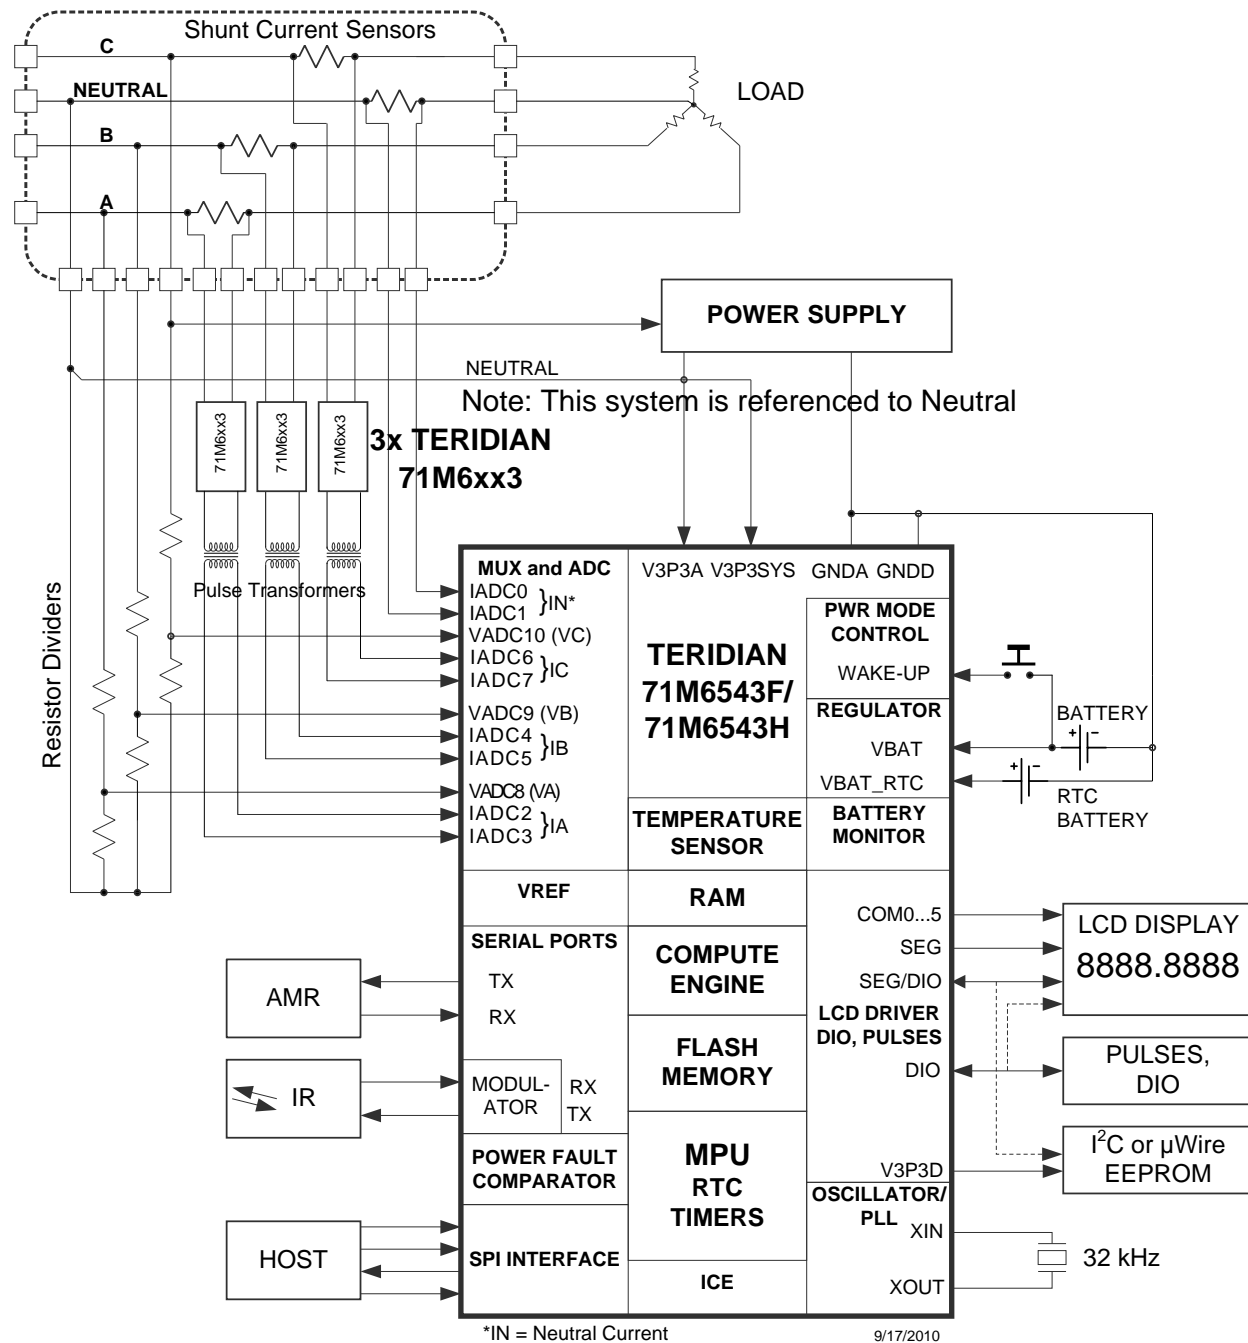 Shunt Current Sensors
C
NEUTRAL
B
A
LOAD
POWER SUPPLY
NEUTRAL
Note: This system is referenced to Neutral
71M6xx3
71M6xx3
71M6xx3
3x TERIDIAN
71M6xx3
Pulse Transformers
Resistor Dividers
MUX and ADC
IADC0
IADC1
}IN*
VADC10 (VC)
IADC6
IADC7
}IC
VADC9 (VB)
IADC4
IADC5
}IB
VADC8 (VA)
IADC2
IADC3
}IA
V3P3A V3P3SYS GNDA GNDD
TERIDIAN
71M6543F/
71M6543H
PWR MODE
CONTROL
WAKE-UP
REGULATOR
VBAT
VBAT_RTC
BATTERY
+ -
+ -
RTC
BATTERY
TEMPERATURE
SENSOR
BATTERY
MONITOR
VREF
RAM
SERIAL PORTS
TX
RX
AMR
COMPUTE
ENGINE
COM0...5
SEG
SEG/DIO
LCD DRIVER
DIO, PULSES
DIO
LCD DISPLAY
8888.8888
FLASH
MEMORY
PULSES,
DIO
IR
MODUL-
ATOR
RX
TX
POWER FAULT
COMPARATOR
MPU
RTC
TIMERS
V3P3D
I2C or µWire
EEPROM
OSCILLATOR/
PLL
XIN
XOUT
32 kHz
HOST
SPI INTERFACE
ICE
*IN = Neutral Current
9/17/2010